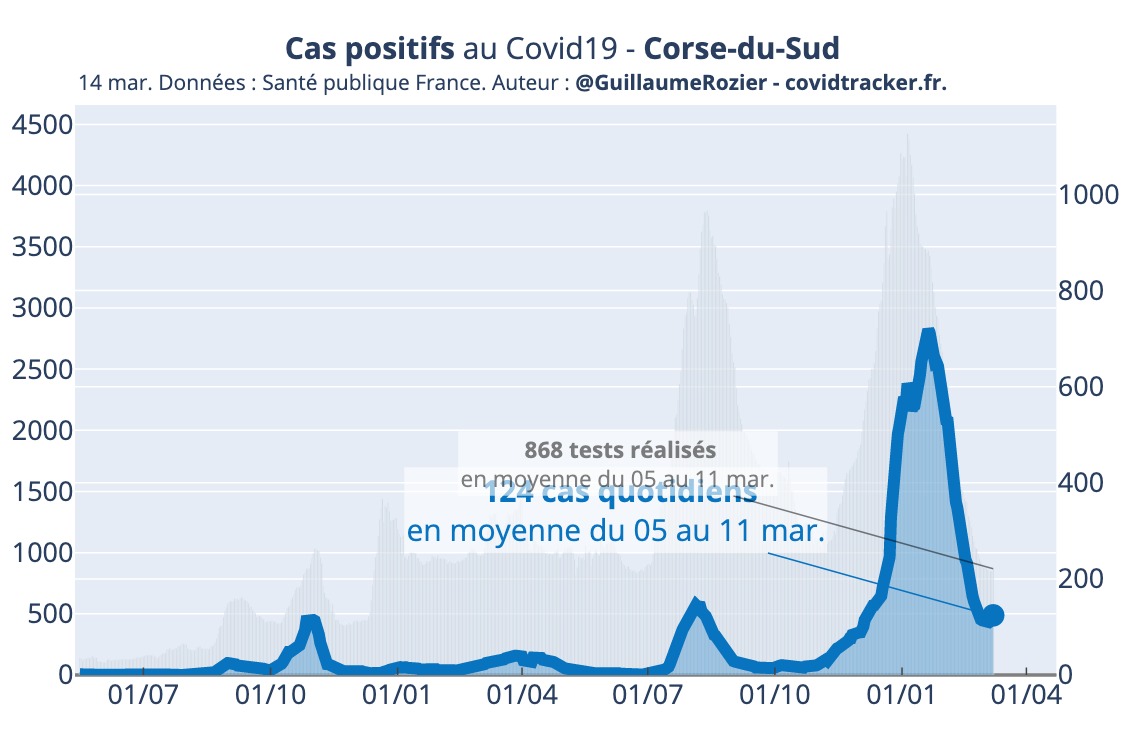 Cas positifs au Covid19 - Corse-du-Sud
14 mar. Données : Santé publique France. Auteur : @GuillaumeRozier - covidtracker.fr.
4500
4000
3500
3000
2500
2000
1500
1000
500
0
1000
800
600
400
200
0
868 tests réalisés
en moyenne du 05 au 11 mar.
124 cas quotidiens
en moyenne du 05 au 11 mar.
01/07 01/10 01/01 01/04 01/07 01/10 01/01 01/04